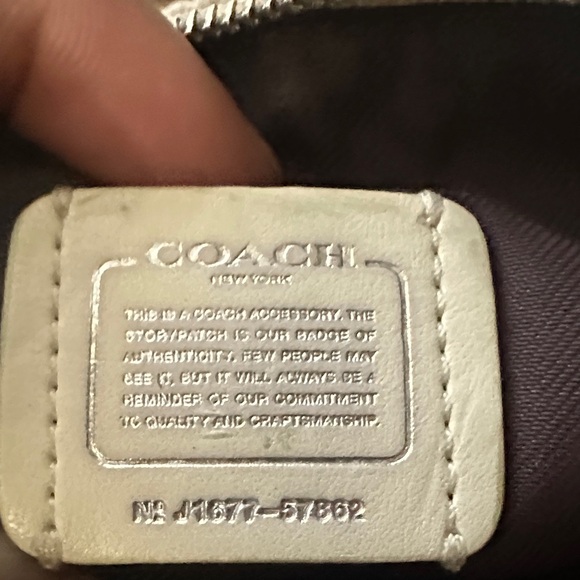 COACH
NEW YORK
THIS IS A COACH ACCESSORY. THE
STORYPATCH IS OUR BADGE OF
AUTHENTICITY. FEW PEOPLE MAY
SEE IT, BUT IT WILL ALWAYS BE A
REMINDER OF OUR COMMITMENT
TO QUALITY AND CRAFTSMANSHIP.
Nº J1677-57862